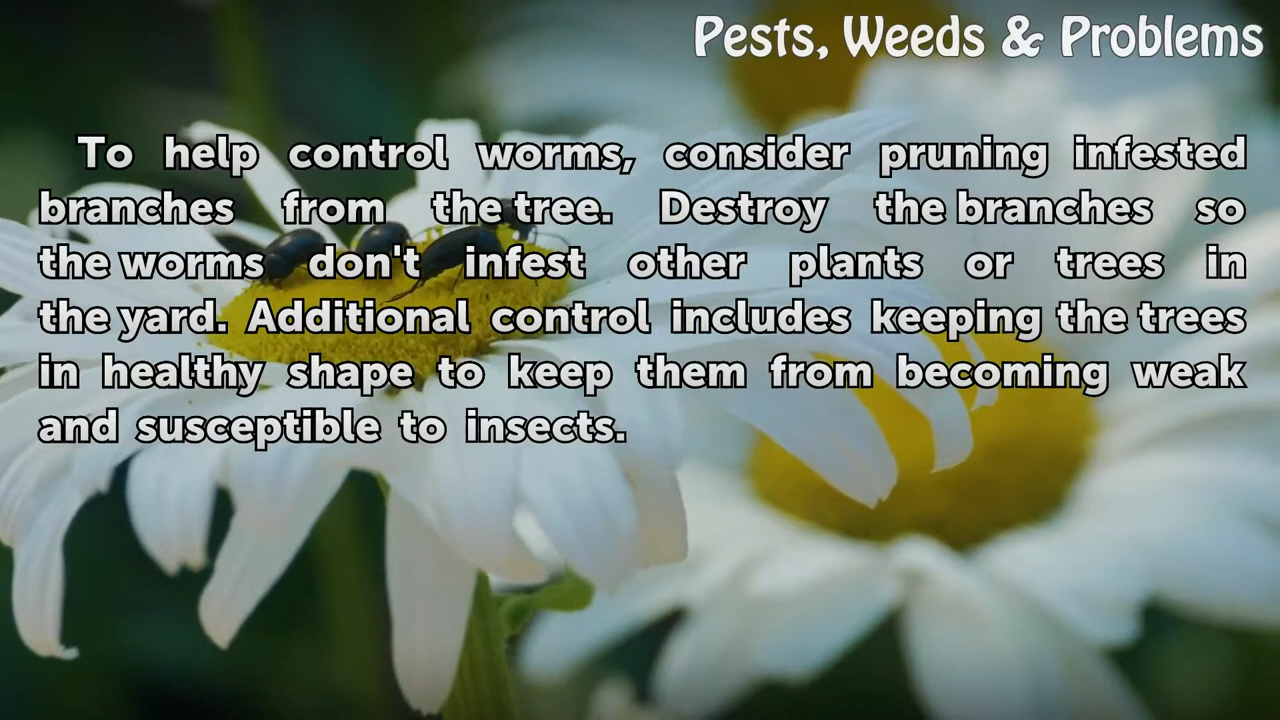 Pests, Weeds & Problems
To help control worms, consider pruning infested
branches from the tree. Destroy the branches so
the worms don't infest other plants or trees in
the yard. Additional control includes keeping the trees
in healthy shape to keep them from becoming weak
and susceptible to insects.